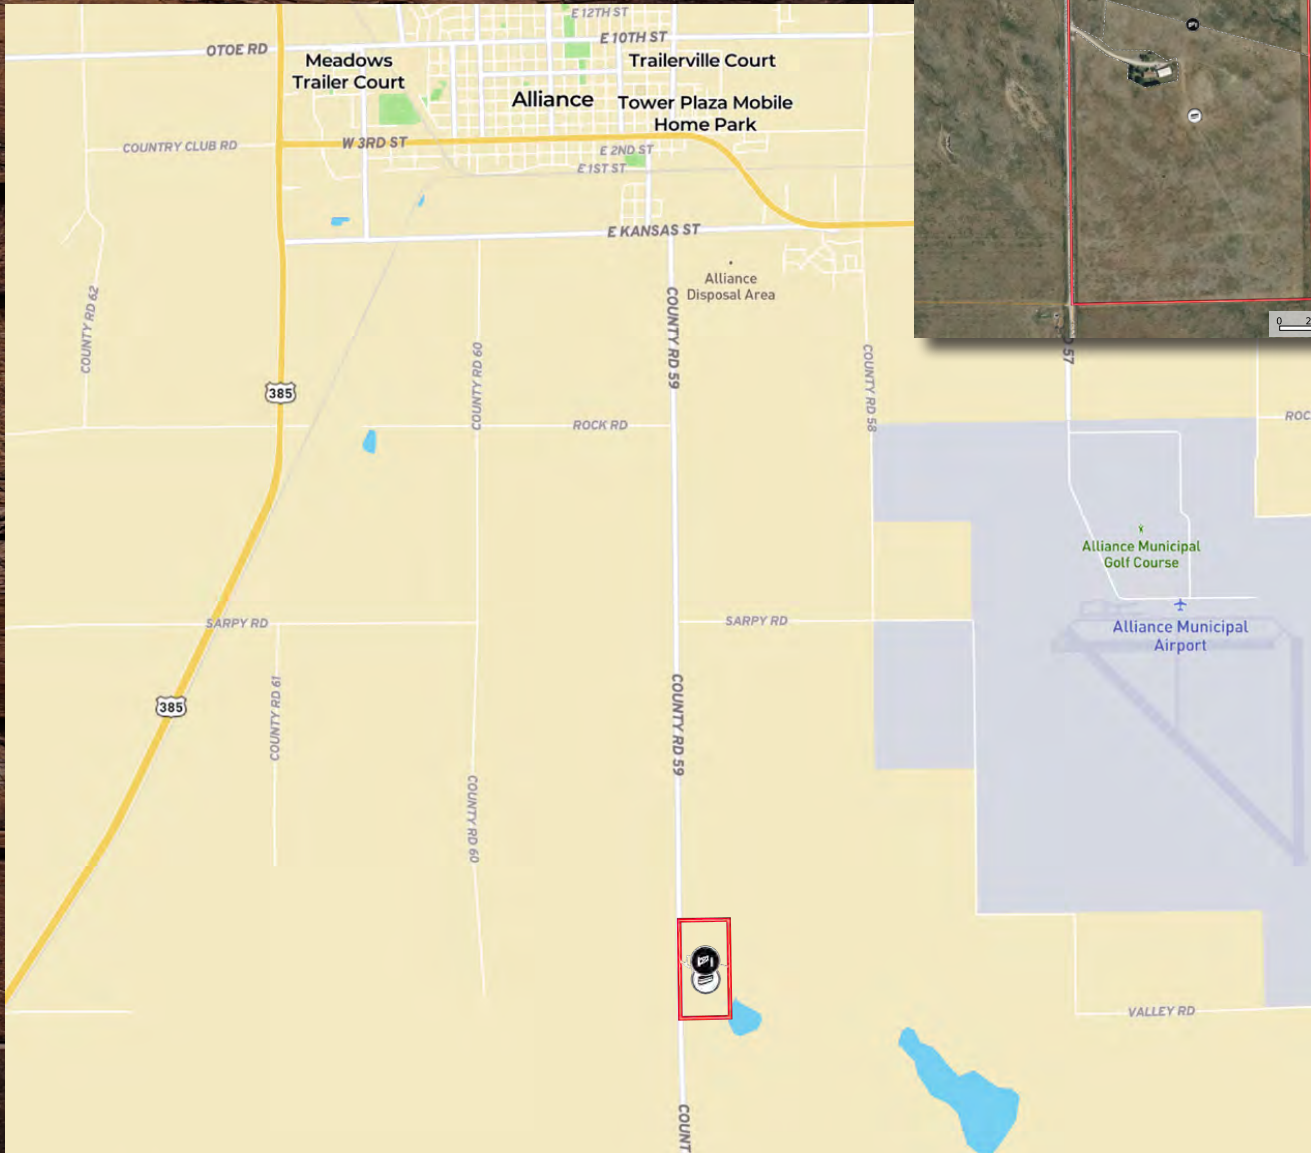 E 12TH ST
OTOE RD
E 10TH ST
Meadows
Trailer Court
Trailerville Court
Alliance
Tower Plaza Mobile
Home Park
COUNTRY CLUB RD
W 3RD ST
E 2ND ST
E 1ST ST
E KANSAS ST
Alliance
Disposal Area
COUNTY RD 62
COUNTY RD 59
COUNTY RD 60
COUNTY RD 58
0 2
D 57
385
ROCK RD
ROC
Alliance Municipal
Golf Course
SARPY RD
SARPY RD
Alliance Municipal
Airport
COUNTY RD 61
COUNTY RD 59
385
COUNTY RD 60
VALLEY RD
COUNT